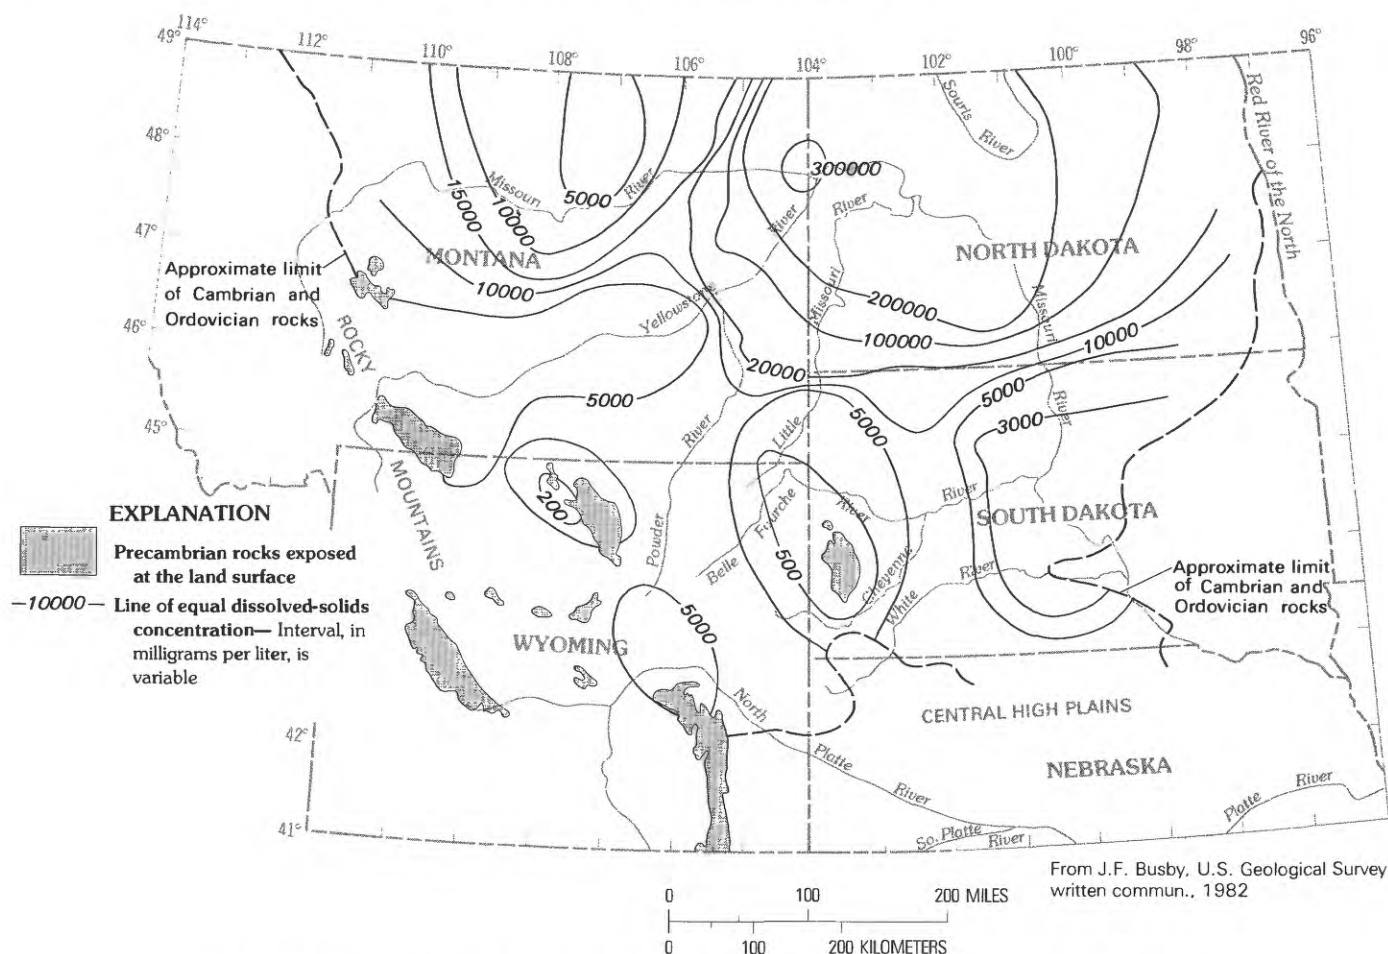 114°
49°
112°
110°
108°
106°
104°
102°
100°
98°
96°
48°
47°
46°
45°
42°
41°
Souris
River
Red River of the North
300000
Missouri
River
5000
10000
15000
River
River
Missouri
MONTANA
NORTH DAKOTA
Approximate limit
of Cambrian and
Ordovician rocks
10000
Yellowstone
200000
100000
Missouri
River
10000
20000
ROCKY
5000
5000
5000
3000
River
Little
MOUNTAINS
200
Powder
Belle
Fourche
River
500
Cheyenne
River
White
River
SOUTH DAKOTA
EXPLANATION
Precambrian rocks exposed
at the land surface
—10000— Line of equal dissolved-solids
concentration— Interval, in
milligrams per liter, is
variable
Approximate limit
of Cambrian and
Ordovician rocks
5000
WYOMING
North
Platte
River
CENTRAL HIGH PLAINS
NEBRASKA
Platte
River
So. Platte
River
From J.F. Busby, U.S. Geological Survey
written commun., 1982
0 100 200 MILES
0 100 200 KILOMETERS